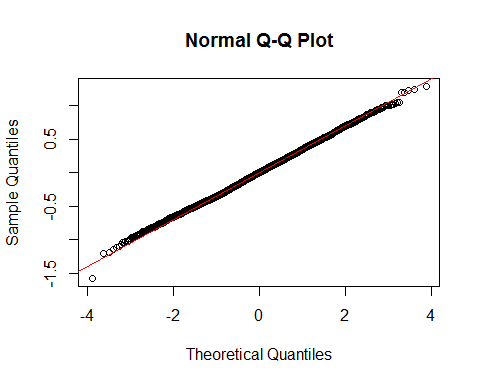 Normal Q-Q Plot
Sample Quantiles
0.5
-0.5
-1.5
-4 -2 0 2 4
Theoretical Quantiles